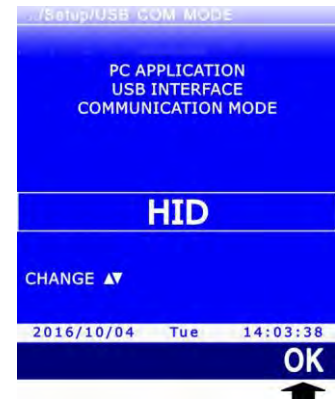 ../Setup/USB COM MODE
PC APPLICATION
USB INTERFACE
COMMUNICATION MODE
HID
CHANGE ▲▼
2016/10/04 Tue 14:03:38
OK